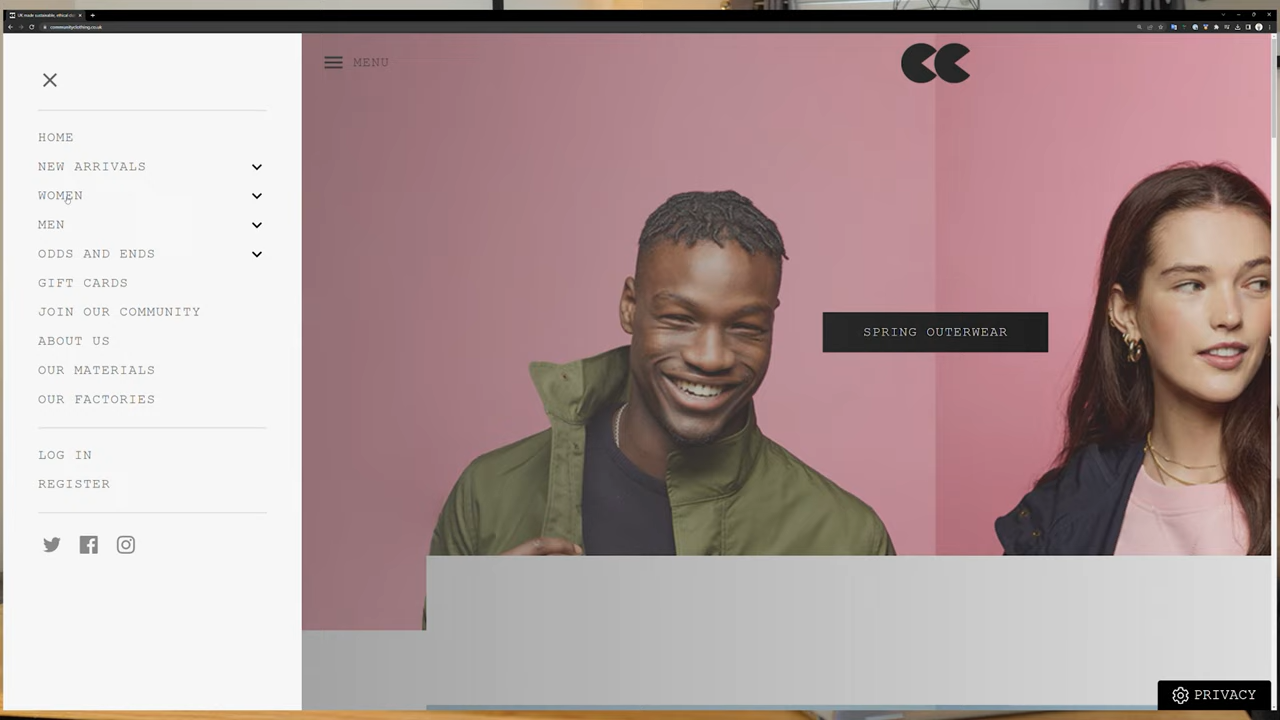 UK made sustainable, ethical
communityclothing.co.uk
MENU
HOME
NEW ARRIVALS
WOMEN
MEN
ODDS AND ENDS
GIFT CARDS
JOIN OUR COMMUNITY
ABOUT US
OUR MATERIALS
OUR FACTORIES
LOG IN
REGISTER
SPRING OUTERWEAR
PRIVACY